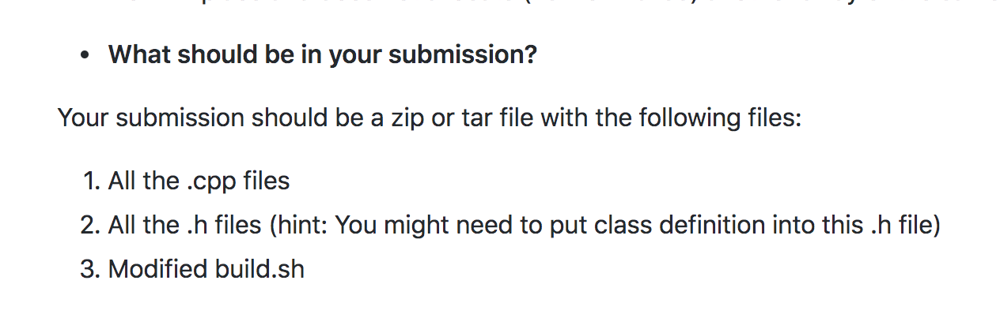 • What should be in your submission?
Your submission should be a zip or tar file with the following files:
1. All the .cpp files
2. All the .h files (hint: You might need to put class definition into this .h file)
3. Modified build.sh